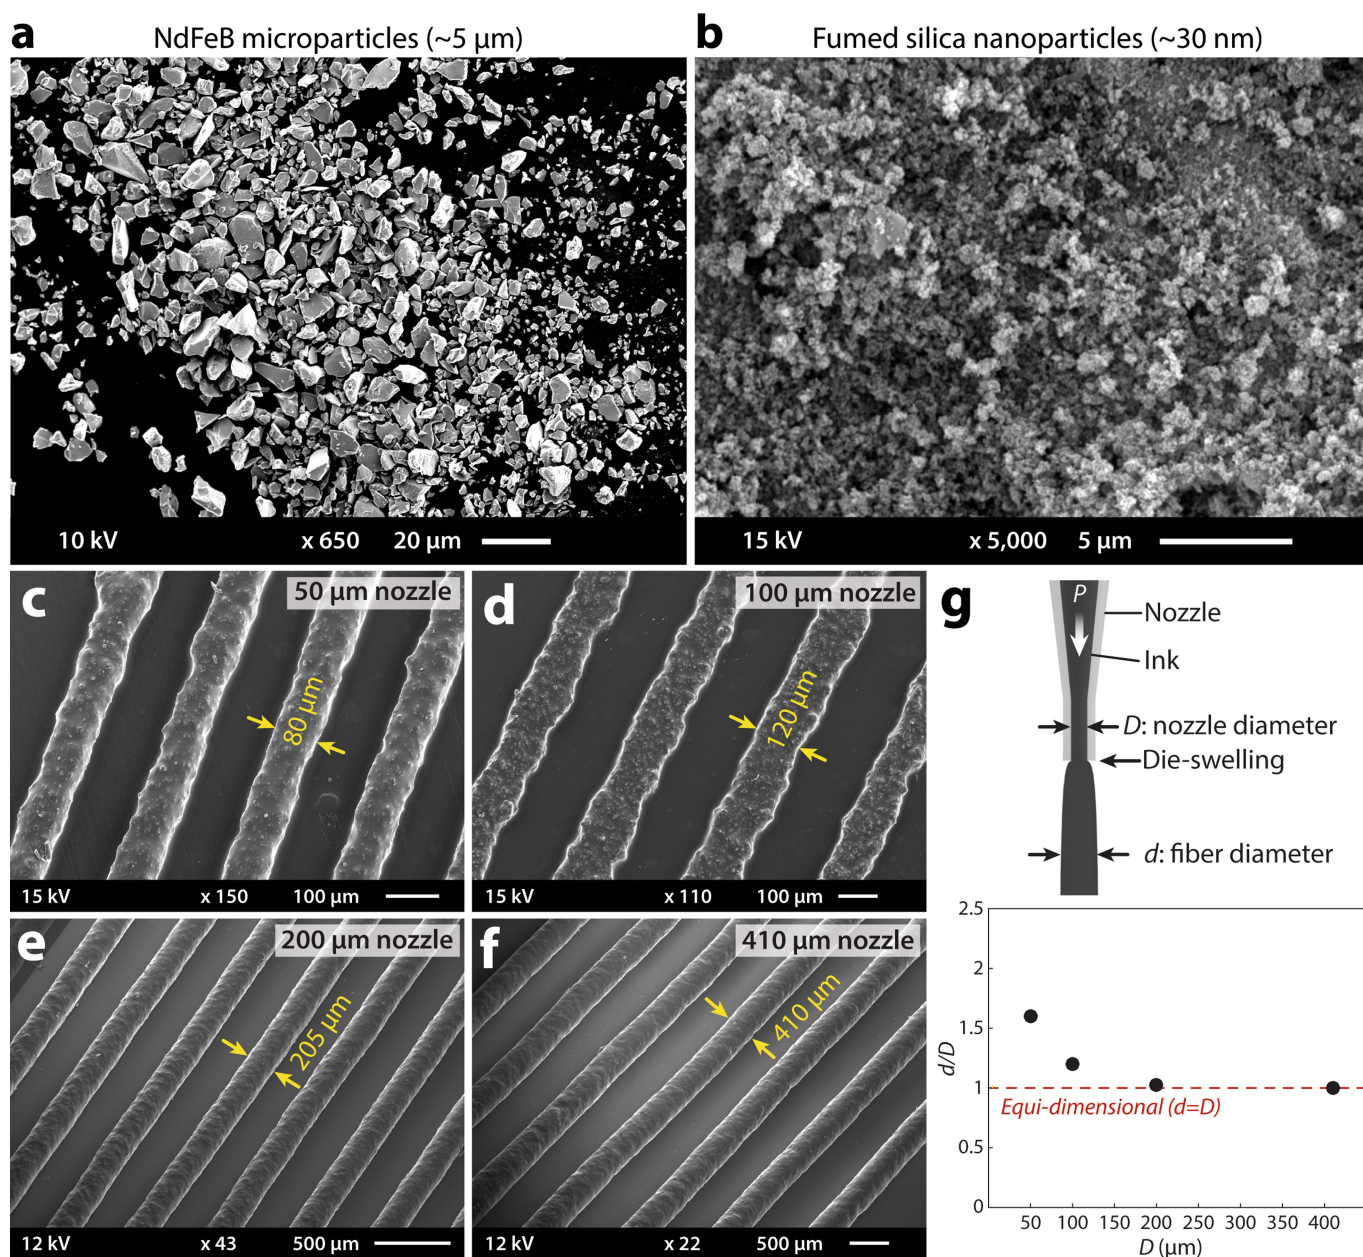 a
NdFeB microparticles (~5 µm)
10 kV x 650 20 µm
b
Fumed silica nanoparticles (~30 nm)
15 kV x 5,000 5 µm
c
50 µm nozzle
80 µm
15 kV x 150 100 µm
d
100 µm nozzle
120 µm
15 kV x 110 100 µm
e
200 µm nozzle
205 µm
12 kV x 43 500 µm
f
410 µm nozzle
410 µm
12 kV x 22 500 µm
g
P
Nozzle
Ink
D: nozzle diameter
Die-swelling
d: fiber diameter
2.5
2
1.5
1
0.5
0
d/D
Equi-dimensional (d=D)
50 100 150 200 250 300 350 400
D (µm)